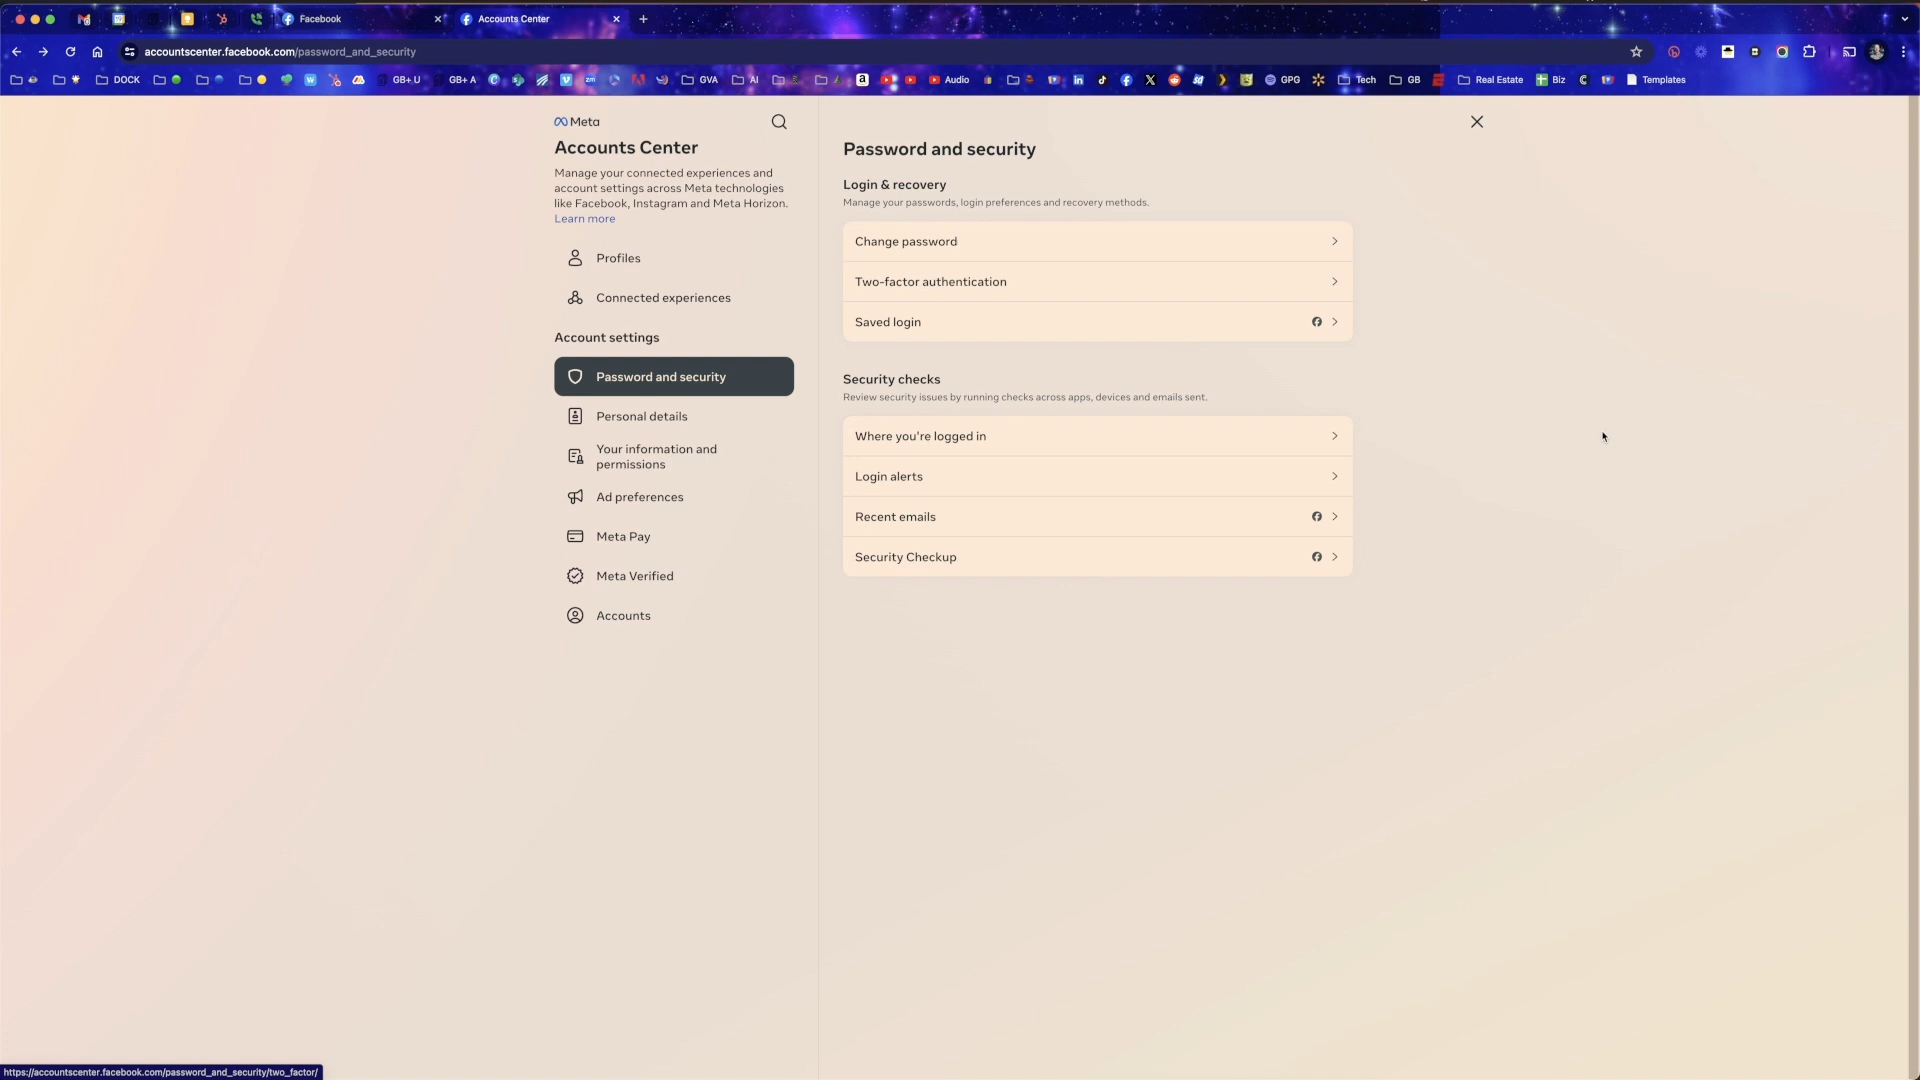 Facebook
Accounts Center
accountscenter.facebook.com/password_and_security
DOCK
GB+ U
GB+ A
GVA
AI
Audio
GPG
Tech
GB
Real Estate
Biz
Templates
Meta
Accounts Center
Manage your connected experiences and
account settings across Meta technologies
like Facebook, Instagram and Meta Horizon.
Learn more
Profiles
Connected experiences
Account settings
Password and security
Personal details
Your information and
permissions
Ad preferences
Meta Pay
Meta Verified
Accounts
Password and security
Login & recovery
Manage your passwords, login preferences and recovery methods.
Change password
Two-factor authentication
Saved login
Security checks
Review security issues by running checks across apps, devices and emails sent.
Where you're logged in
Login alerts
Recent emails
Security Checkup
https://accountscenter.facebook.com/password_and_security/two_factor/